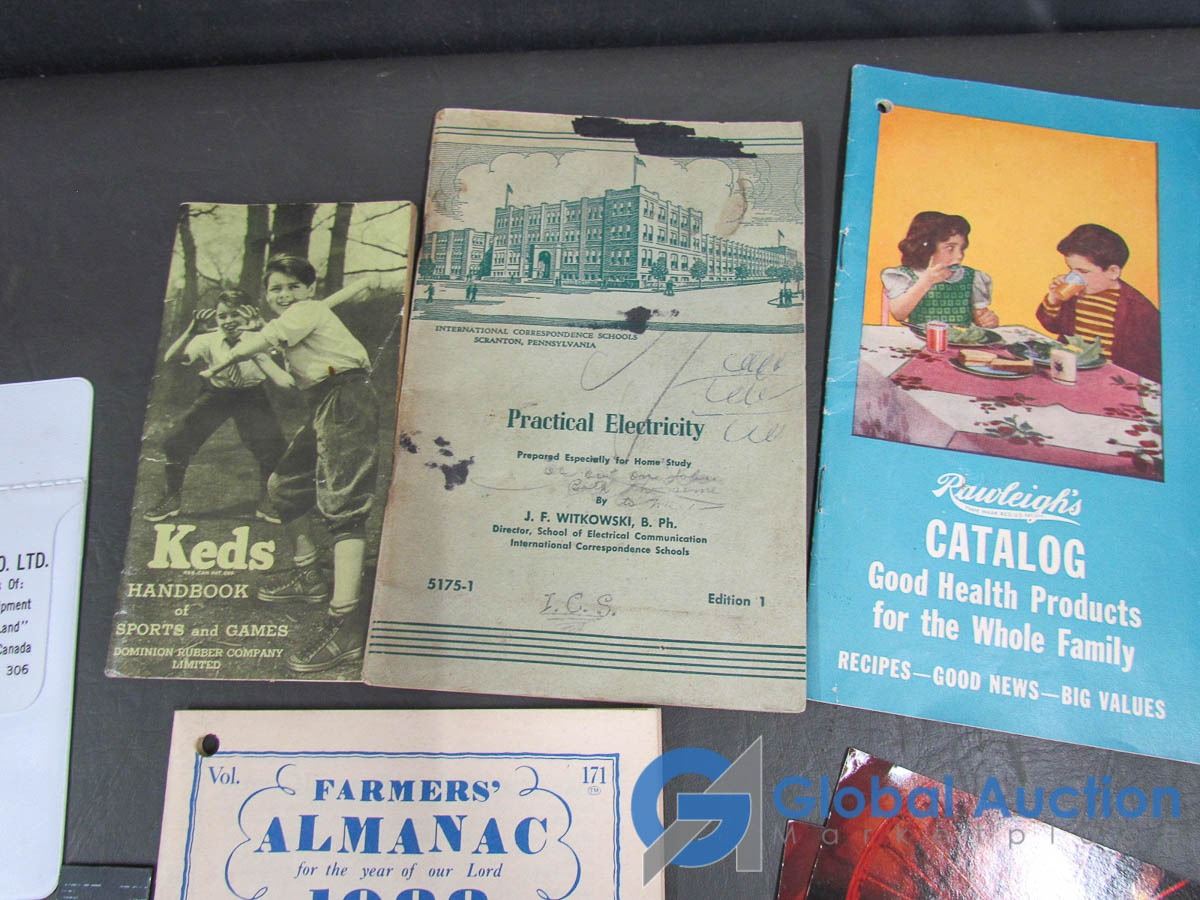 O. LTD.
Of:
pment
Land"
Canada
306
Keds
HANDBOOK
of
SPORTS and GAMES
DOMINION RUBBER COMPANY
LIMITED
INTERNATIONAL CORRESPONDENCE SCHOOLS
SCRANTON, PENNSYLVANIA
Practical Electricity
Prepared Especially for Home Study
By
J. F. WITKOWSKI, B. Ph.
Director, School of Electrical Communication
International Correspondence Schools
5175-1 Edition 1
I.C.S.
Rawleigh's
CATALOG
Good Health Products
for the Whole Family
RECIPES—GOOD NEWS—BIG VALUES
Vol. 171
TM
FARMERS'
ALMANAC
for the year of our Lord
Global Auction
Marketplace